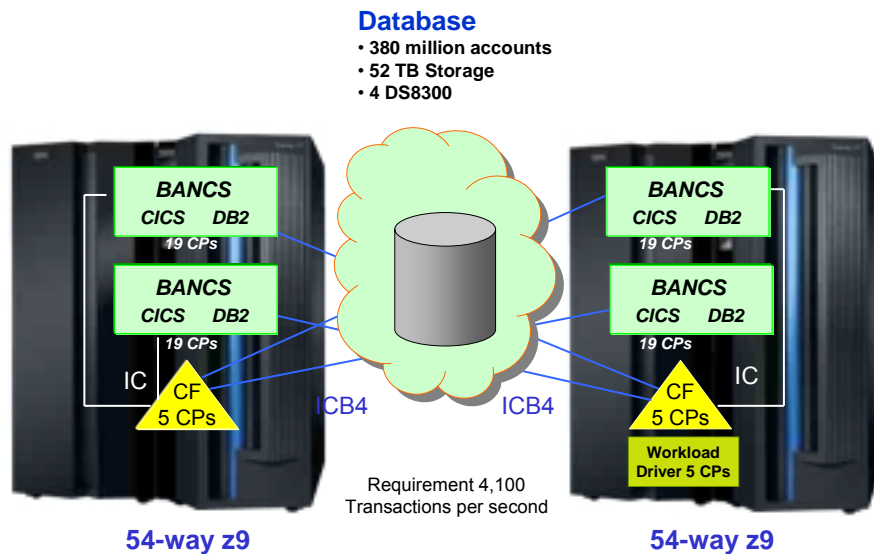 Database
• 380 million accounts
• 52 TB Storage
• 4 DS8300
BANCS
CICS DB2
19 CPs
BANCS
CICS DB2
19 CPs
IC
CF
5 CPs
ICB4
54-way z9
BANCS
CICS DB2
19 CPs
BANCS
CICS DB2
19 CPs
IC
CF
5 CPs
ICB4
Workload
Driver 5 CPs
Requirement 4,100
Transactions per second
54-way z9